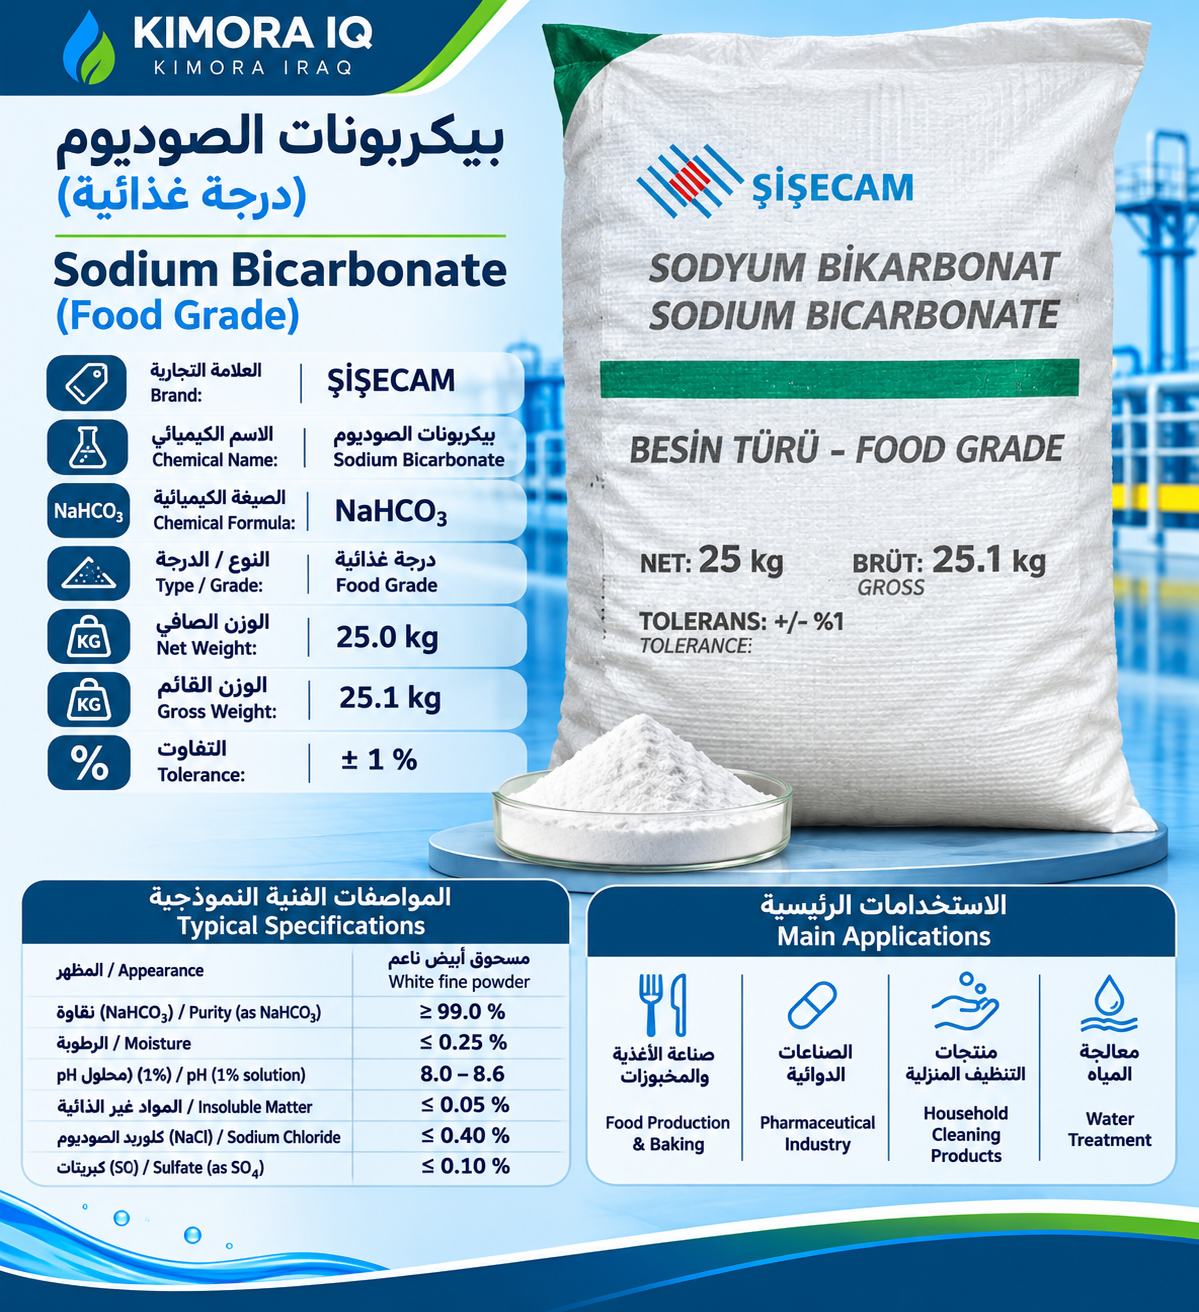 KIMORA IQ
KIMORA IRAQ
بيكربونات الصوديوم
(درجة غذائية)
Sodium Bicarbonate
(Food Grade)
العلامة التجارية
Brand:
ŞİŞECAM
الاسم الكيميائي
Chemical Name:
بيكربونات الصوديوم
Sodium Bicarbonate
NaHCO₃
الصيغة الكيميائية
Chemical Formula:
NaHCO₃
النوع / الدرجة
Type / Grade:
درجة غذائية
Food Grade
KG
الوزن الصافي
Net Weight:
25.0 kg
KG
الوزن القائم
Gross Weight:
25.1 kg
%
التفاوت
Tolerance:
± 1 %
ŞİŞECAM
SODYUM BİKARBONAT
SODIUM BICARBONATE
BESİN TÜRÜ - FOOD GRADE
NET: 25 kg
BRÜT: 25.1 kg
GROSS
TOLERANS: +/- %1
TOLERANCE:
المواصفات الفنية النموذجية
Typical Specifications
المظهر / Appearance
مسحوق أبيض ناعم
White fine powder
نقاوة (NaHCO₃) / Purity (as NaHCO₃)
≥ 99.0 %
الرطوبة / Moisture
≤ 0.25 %
pH محلول) (1%) / pH (1% solution)
8.0 – 8.6
المواد غير الذائبة / Insoluble Matter
≤ 0.05 %
كلوريد الصوديوم (NaCl) / Sodium Chloride
≤ 0.40 %
كبريتات (SO) / Sulfate (as SO₄)
≤ 0.10 %
الاستخدامات الرئيسية
Main Applications
صناعة الأغذية
والمخبوزات
Food Production
& Baking
الصناعات
الدوائية
Pharmaceutical
Industry
منتجات
التنظيف المنزلية
Household
Cleaning
Products
معالجة
المياه
Water
Treatment